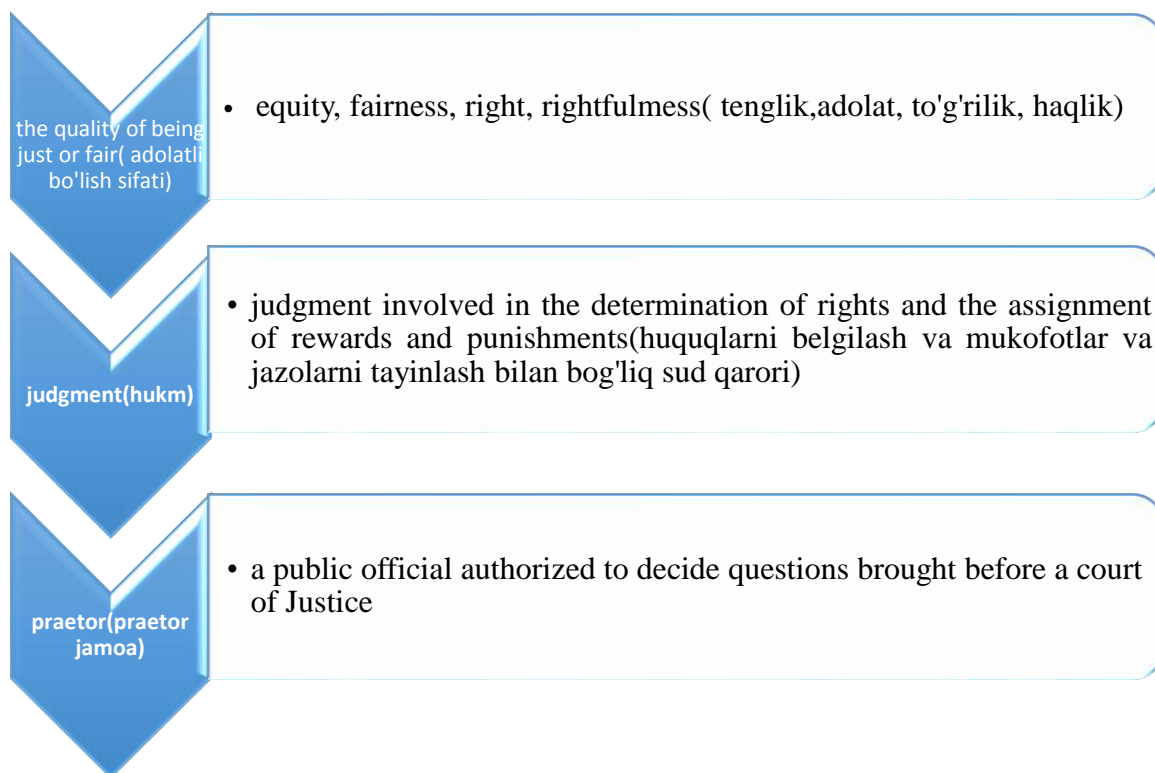 the quality of being
just or fair( adolatli
bo'lish sifati)
• equity, fairness, right, rightfulmess( tenglik,adolat, to'g'rilik, haqlik)
judgment(hukm)
• judgment involved in the determination of rights and the assignment
of rewards and punishments(huquqlarni belgilash va mukofotlar va
jazolarni tayinlash bilan bog'liq sud qarori)
praetor(praetor
jamoa)
• a public official authorized to decide questions brought before a court
of Justice